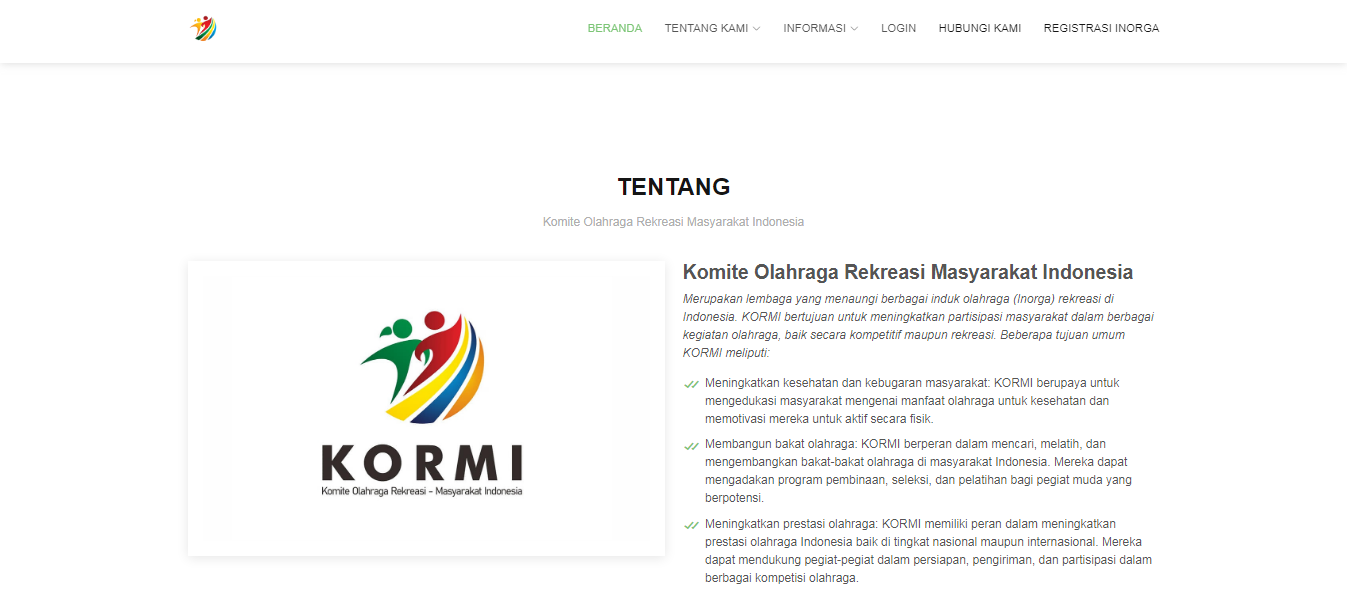 BERANDA TENTANG KAMI INFORMASI LOGIN HUBUNGI KAMI REGISTRASI INORGA
TENTANG
Komite Olahraga Rekreasi Masyarakat Indonesia
KORMI
Komite Olahraga Rekreasi - Masyarakat Indonesia
Komite Olahraga Rekreasi Masyarakat Indonesia
Merupakan lembaga yang menaungi berbagai induk olahraga (Inorga) rekreasi di
Indonesia. KORMI bertujuan untuk meningkatkan partisipasi masyarakat dalam berbagai
kegiatan olahraga, baik secara kompetitif maupun rekreasi. Beberapa tujuan umum
KORMI meliputi:
Meningkatkan kesehatan dan kebugaran masyarakat: KORMI berupaya untuk
mengedukasi masyarakat mengenai manfaat olahraga untuk kesehatan dan
memotivasi mereka untuk aktif secara fisik.
Membangun bakat olahraga: KORMI berperan dalam mencari, melatih, dan
mengembangkan bakat-bakat olahraga di masyarakat Indonesia. Mereka dapat
mengadakan program pembinaan, seleksi, dan pelatihan bagi pegiat muda yang
berpotensi.
Meningkatkan prestasi olahraga: KORMI memiliki peran dalam meningkatkan
prestasi olahraga Indonesia baik di tingkat nasional maupun internasional. Mereka
dapat mendukung pegiat-pegiat dalam persiapan, pengiriman, dan partisipasi dalam
berbagai kompetisi olahraga.